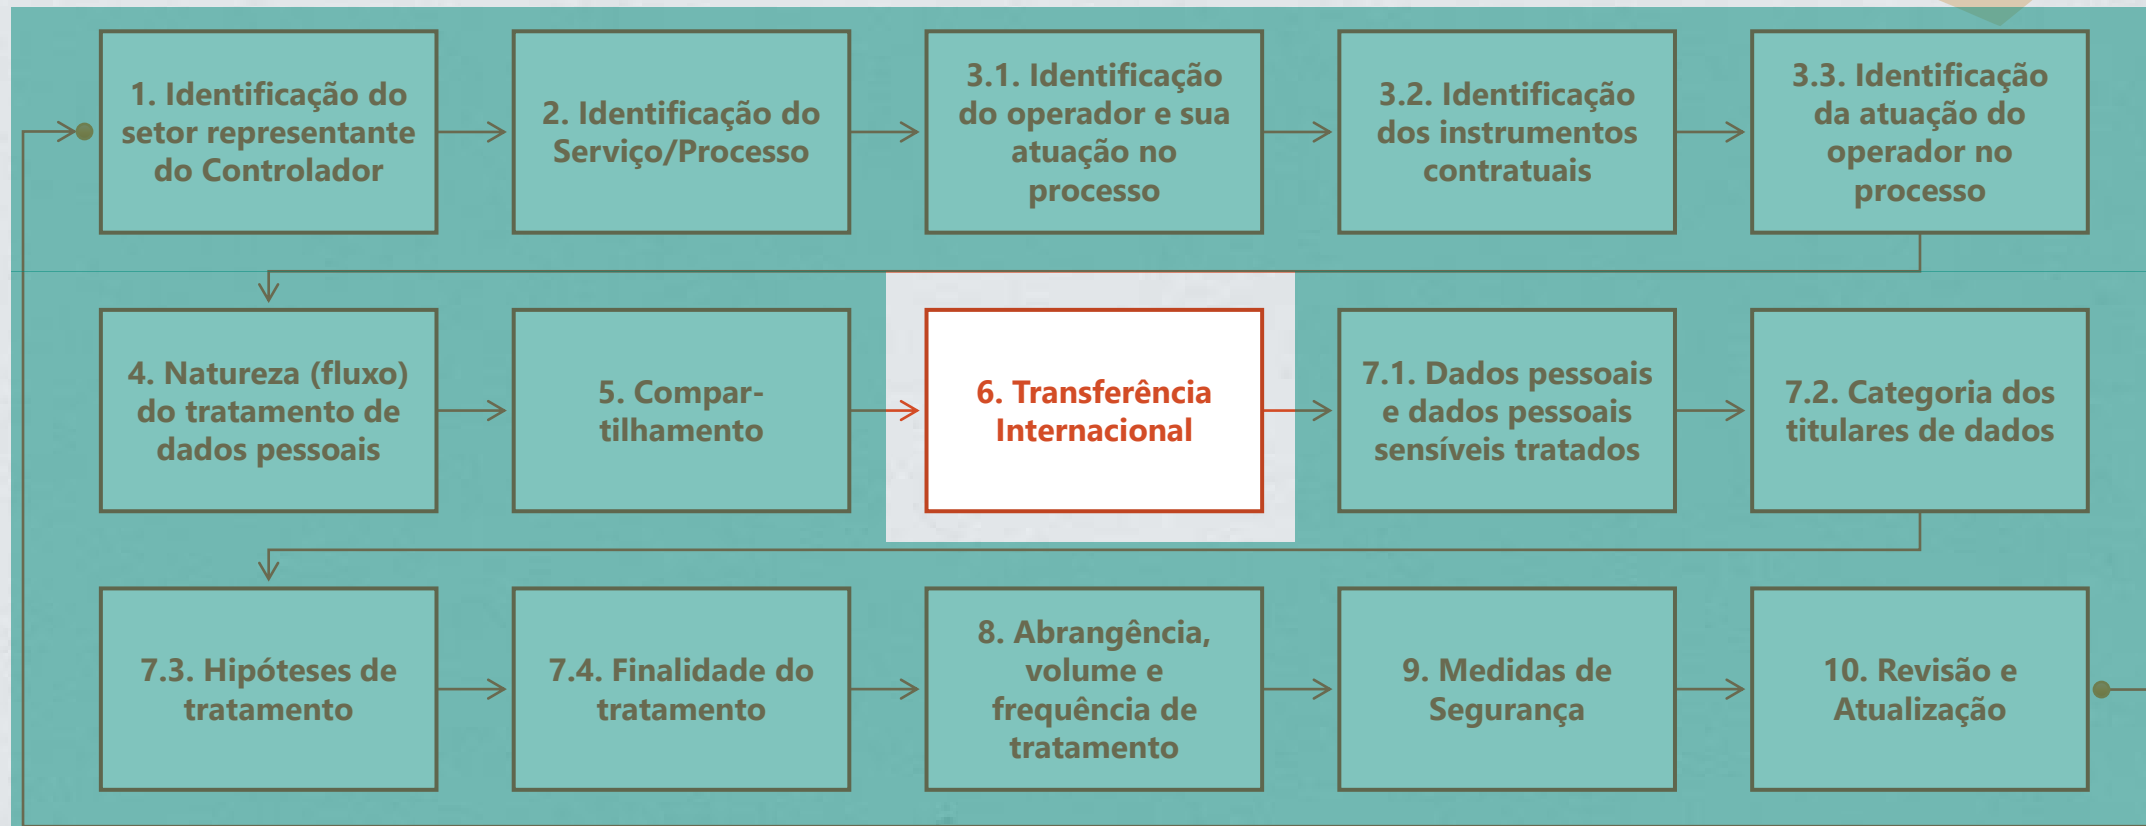 1. Identificação do
setor representante
do Controlador
2. Identificação do
Serviço/Processo
3.1. Identificação
do operador e sua
atuação no
processo
3.2. Identificação
dos instrumentos
contratuais
3.3. Identificação
da atuação do
operador no
processo
4. Natureza (fluxo)
do tratamento de
dados pessoais
5. Compar-
tilhamento
6. Transferência
Internacional
7.1. Dados pessoais
e dados pessoais
sensíveis tratados
7.2. Categoria dos
titulares de dados
7.3. Hipóteses de
tratamento
7.4. Finalidade do
tratamento
8. Abrangência,
volume e
frequência de
tratamento
9. Medidas de
Segurança
10. Revisão e
Atualização